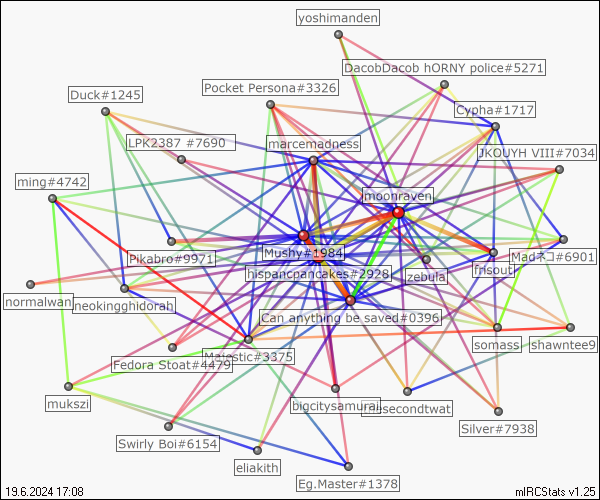 yoshimanden
DacobDacob hORNY police#5271
Pocket Persona#3326
Duck#1245
Cypha#1717
LPK2387 #7690
marcemadness
JKOUYH VIII#7034
ming#4742
moonraven
Mushy#1984
Madネコ#6901
Pikabro#9971
hispancpancakes#2928
zebula
frisout
normalwan
neokingghidorah
Can anything be saved#0396
somass
shawntee9
Fedora Stoat#4479
Majestic#3375
mukszi
bigcitysamurai
usecondtwat
Silver#7938
Swirly Boi#6154
eliakith
Eg.Master#1378
19.6.2024 17:08
mIRCStats v1.25